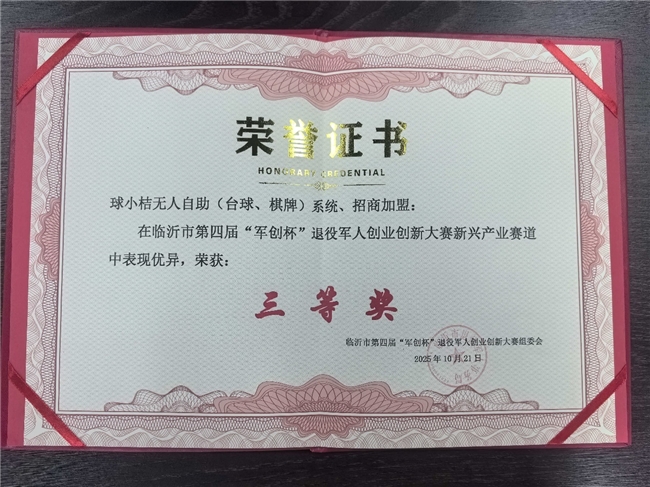 荣誉证书
HONORARY CREDENTIAL
球小桔无人自助（台球、棋牌）系统、招商加盟：
在临沂市第四届“军创杯”退役军人创业创新大赛新兴产业赛道
中表现优异，荣获：
三等奖
临沂市第四届“军创杯”退役军人创业创新大赛组委会
2025年10月21日